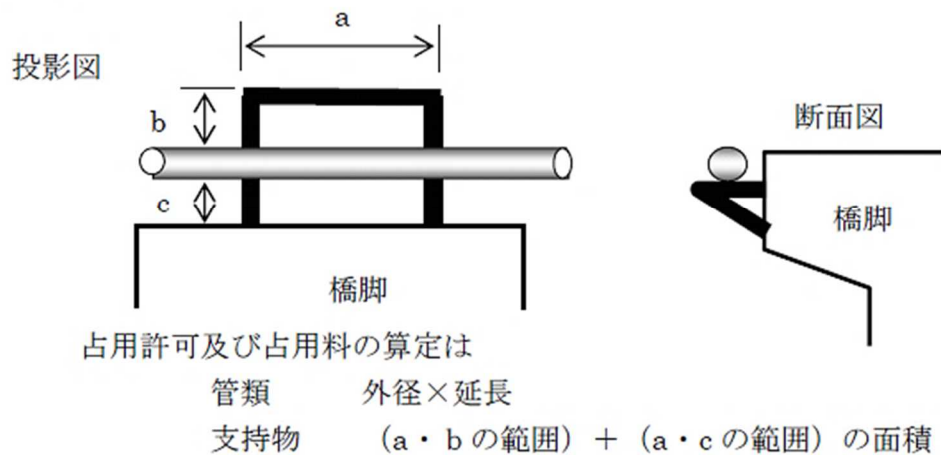 a
投影図
b
断面図
c
橋脚
橋脚
占用許可及び占用料の算定は
管類 外径×延長
支持物 (a・bの範囲)+(a・cの範囲)の面積